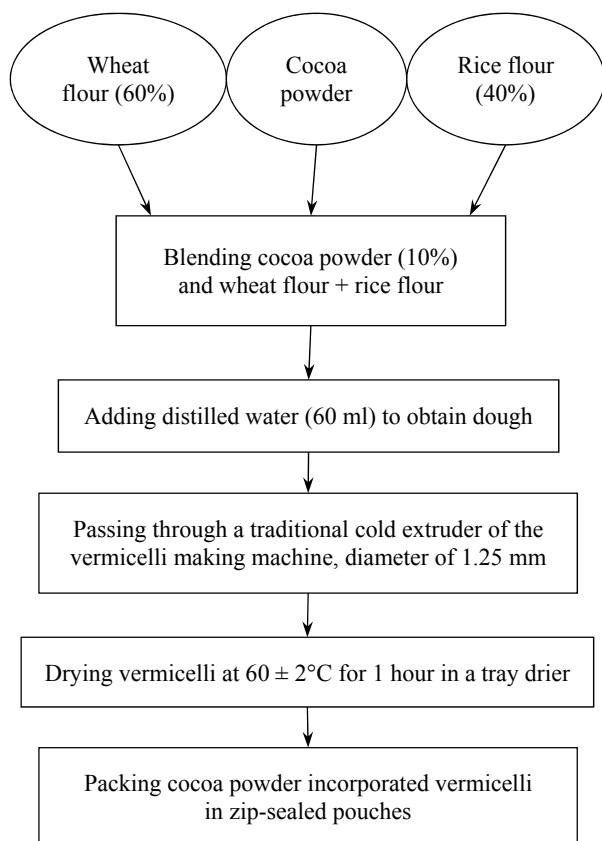 Wheat
flour (60%)
Cocoa
powder
Rice flour
(40%)
Blending cocoa powder (10%)
and wheat flour + rice flour
Adding distilled water (60 ml) to obtain dough
Passing through a traditional cold extruder of the
vermicelli making machine, diameter of 1.25 mm
Drying vermicelli at 60 ± 2°C for 1 hour in a tray drier
Packing cocoa powder incorporated vermicelli
in zip-sealed pouches